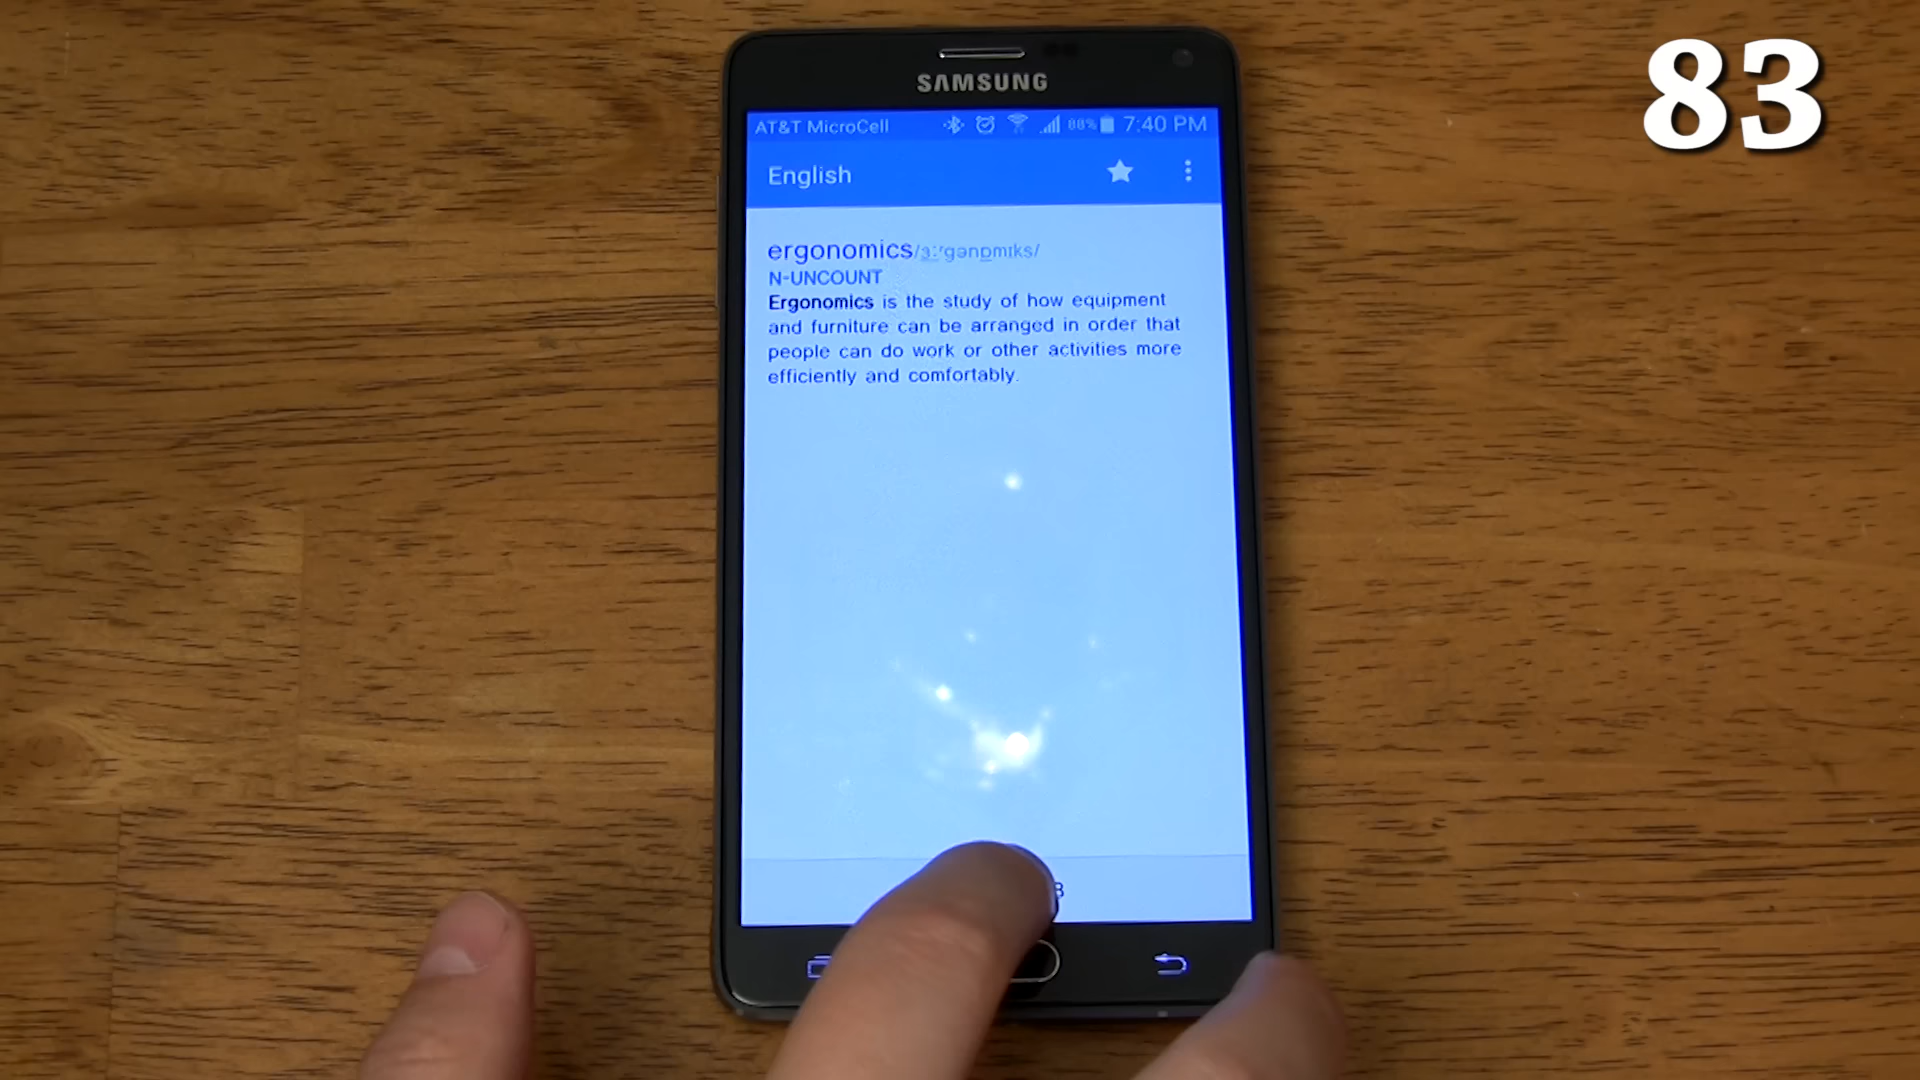 83
SAMSUNG
AT&T MicroCell 88% 7:40 PM
English
ergonomics
N-UNCOUNT
Ergonomics is the study of how equipment
and furniture can be arranged in order that
people can do work or other activities more
efficiently and comfortably.